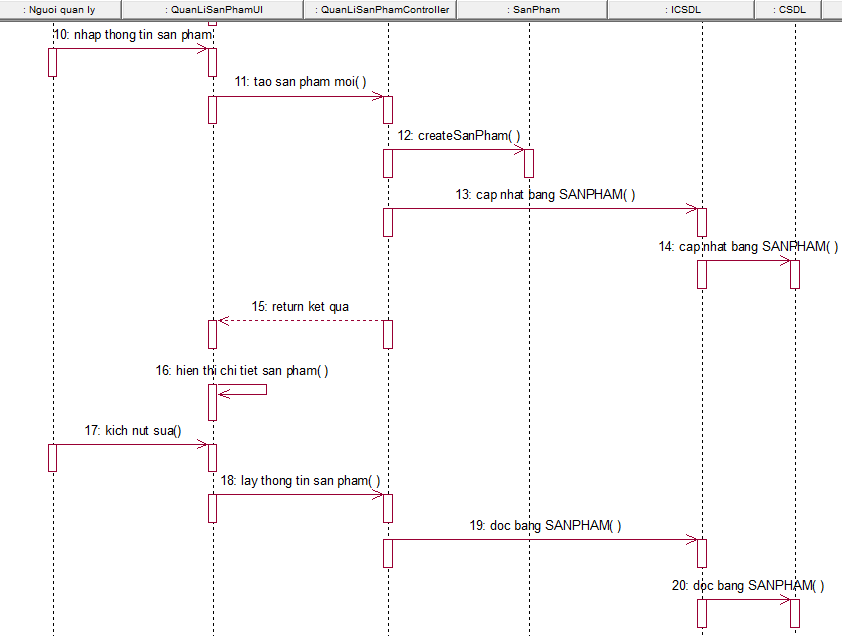 : Nguoi quan ly : QuanLiSanPhamUI : QuanLiSanPhamController : SanPham : ICSDL : CSDL
10: nhap thong tin san pham
11: tao san pham moi( )
12: createSanPham( )
13: cap nhat bang SANPHAM( )
14: cap nhat bang SANPHAM( )
15: return ket qua
16: hien thi chi tiet san pham( )
17: kich nut sua()
18: lay thong tin san pham( )
19: doc bang SANPHAM( )
20: doc bang SANPHAM( )